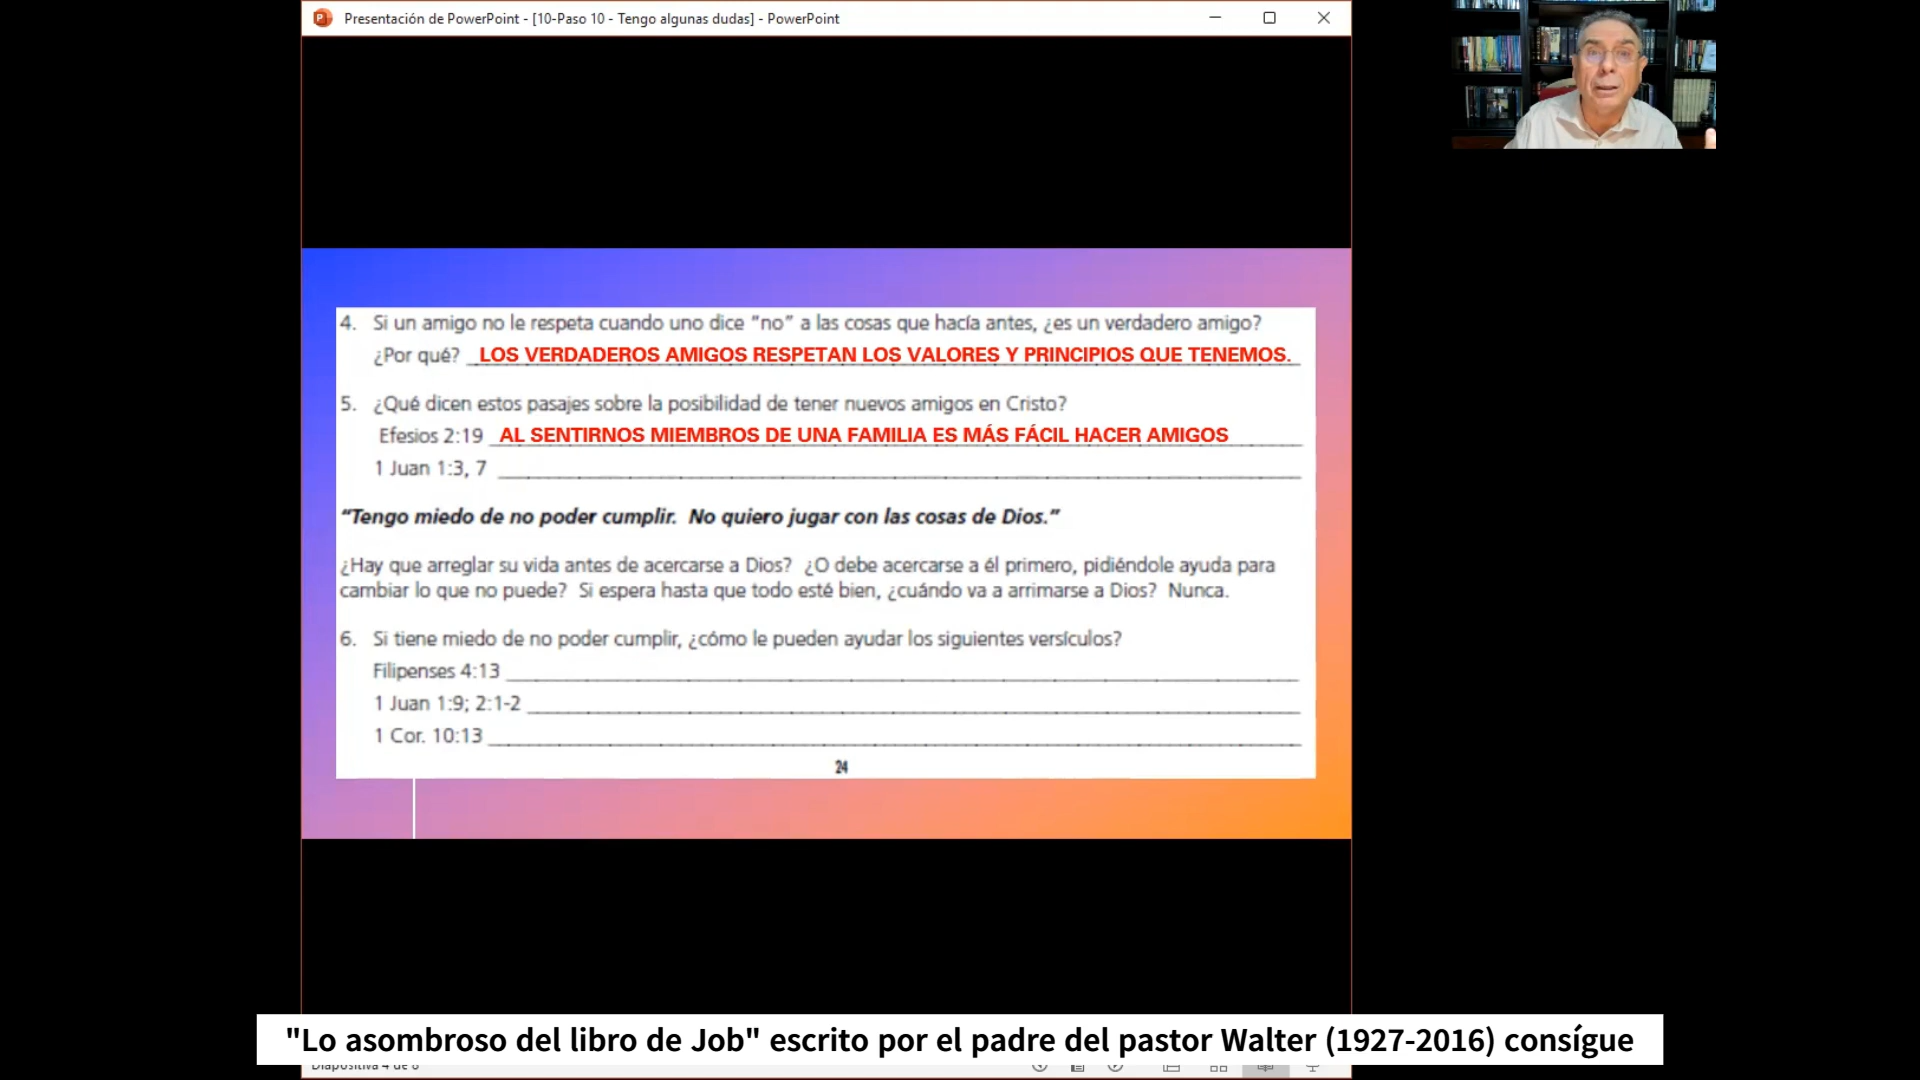 Presentación de PowerPoint - [10-Paso 10 - Tengo algunas dudas] - PowerPoint
4. Si un amigo no le respeta cuando uno dice "no" a las cosas que hacía antes, ¿es un verdadero amigo?
¿Por qué? LOS VERDADEROS AMIGOS RESPETAN LOS VALORES Y PRINCIPIOS QUE TENEMOS.
5. ¿Qué dicen estos pasajes sobre la posibilidad de tener nuevos amigos en Cristo?
Efesios 2:19 AL SENTIRNOS MIEMBROS DE UNA FAMILIA ES MÁS FÁCIL HACER AMIGOS
1 Juan 1:3, 7
"Tengo miedo de no poder cumplir. No quiero jugar con las cosas de Dios."
¿Hay que arreglar su vida antes de acercarse a Dios? ¿O debe acercarse a él primero, pidiéndole ayuda para
cambiar lo que no puede? Si espera hasta que todo esté bien, ¿cuándo va a arrimarse a Dios? Nunca.
6. Si tiene miedo de no poder cumplir, ¿cómo le pueden ayudar los siguientes versículos?
Filipenses 4:13
1 Juan 1:9; 2:1-2
1 Cor. 10:13
24
"Lo asombroso del libro de Job" escrito por el padre del pastor Walter (1927-2016) consígue
Diapositiva 4 de